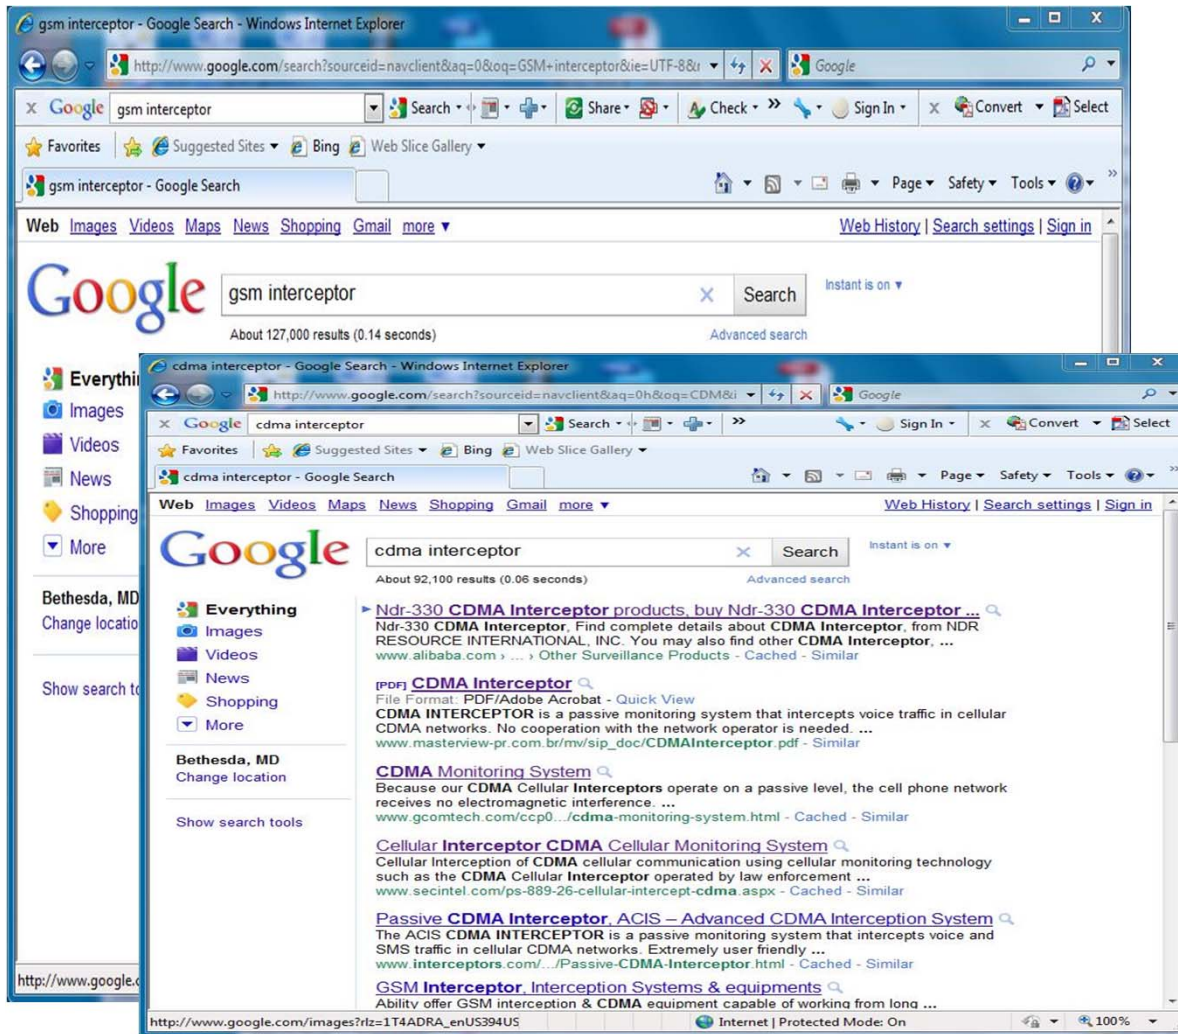 gsm interceptor - Google Search - Windows Internet Explorer
http://www.google.com/search?sourceid=navclient&aq=0&oq=GSM+interceptor&ie=UTF-8&r
Google
x Google gsm interceptor Search Share Check » Sign In x Convert Select
Favorites Suggested Sites Bing Web Slice Gallery
gsm interceptor - Google Search Page Safety Tools »
Web Images Videos Maps News Shopping Gmail more Web History | Search settings | Sign in
Google gsm interceptor Search Instant is on
About 127,000 results (0.14 seconds) Advanced search
Everythi
Images
Videos
News
Shopping
More
Bethesda, MD
Change locatio
Show search to
http://www.google.c
cdma interceptor - Google Search - Windows Internet Explorer
http://www.google.com/search?sourceid=navclient&aq=0h&oq=CDM&i
Google
x Google cdma interceptor Search » Sign In x Convert Select
Favorites Suggested Sites Bing Web Slice Gallery
cdma interceptor - Google Search Page Safety Tools »
Web Images Videos Maps News Shopping Gmail more Web History | Search settings | Sign in
Google cdma interceptor Search Instant is on
About 92,100 results (0.06 seconds) Advanced search
Everything
Images
Videos
News
Shopping
More
Bethesda, MD
Change location
Show search tools
Ndr-330 CDMA Interceptor products, buy Ndr-330 CDMA Interceptor ...
Ndr-330 CDMA Interceptor, Find complete details about CDMA Interceptor, from NDR
RESOURCE INTERNATIONAL, INC. You may also find other CDMA Interceptor, ...
www.alibaba.com › ... › Other Surveillance Products - Cached - Similar
[PDF] CDMA Interceptor
File Format: PDF/Adobe Acrobat - Quick View
CDMA INTERCEPTOR is a passive monitoring system that intercepts voice traffic in cellular
CDMA networks. No cooperation with the network operator is needed. ...
www.masterview-pr.com.br/mv/sip_doc/CDMAInterceptor.pdf - Similar
CDMA Monitoring System
Because our CDMA Cellular Interceptors operate on a passive level, the cell phone network
receives no electromagnetic interference. ...
www.gcomtech.com/ccp0.../cdma-monitoring-system.html - Cached - Similar
Cellular Interceptor CDMA Cellular Monitoring System
Cellular Interception of CDMA cellular communication using cellular monitoring technology
such as the CDMA Cellular Interceptor operated by law enforcement ...
www.secintel.com/ps-889-26-cellular-intercept-cdma.aspx - Cached - Similar
Passive CDMA Interceptor, ACIS – Advanced CDMA Interception System
The ACIS CDMA INTERCEPTOR is a passive monitoring system that intercepts voice and
SMS traffic in cellular CDMA networks. Extremely user friendly ...
www.interceptors.com/.../Passive-CDMA-Interceptor.html - Cached - Similar
GSM Interceptor, Interception Systems & equipments
Ability offer GSM interception & CDMA equipment capable of working from long ...
http://www.google.com/images?rlz=1T4ADRA_enUS394US Internet | Protected Mode: On 100%